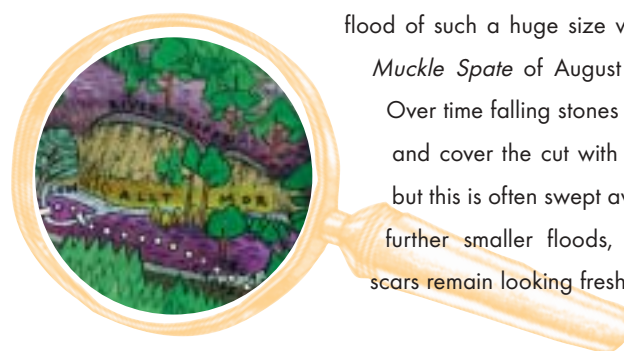 flood of such a huge size
Muckle Spate of August
Over time falling stones
and cover the cut with
but this is often swept
further smaller floods,
scars remain looking fresh
ALLT MOR